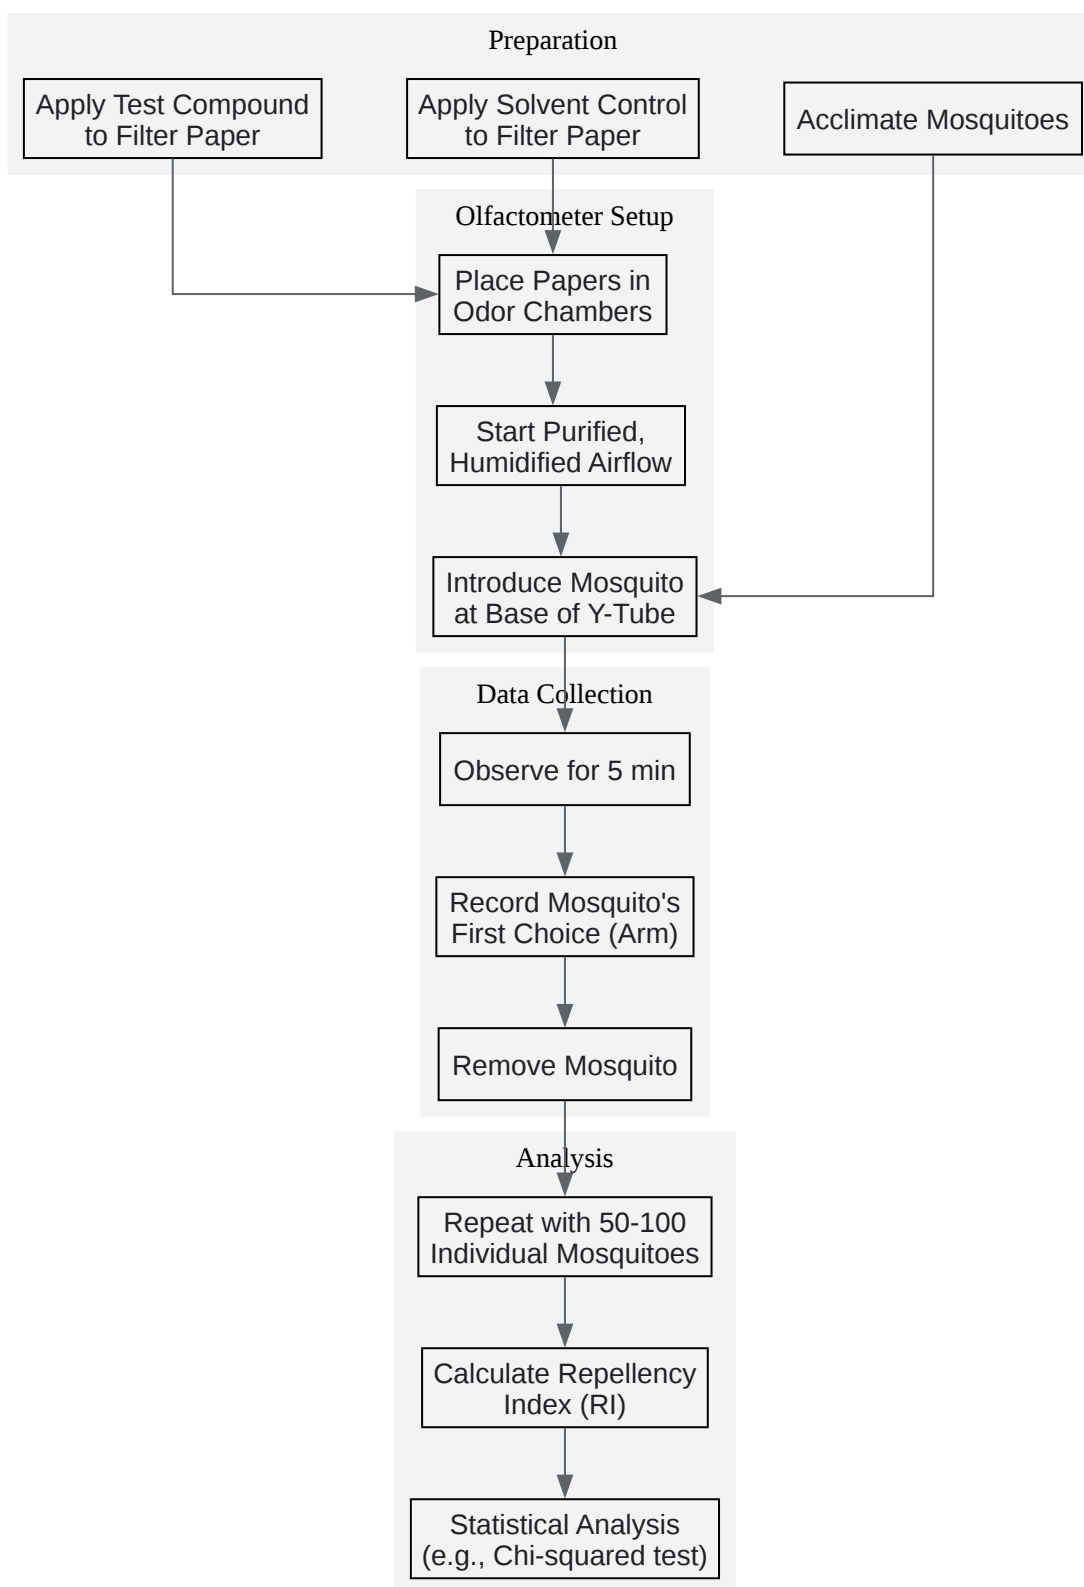 Preparation
Apply Test Compound
to Filter Paper
Apply Solvent Control
to Filter Paper
Acclimate Mosquitoes
Olfactometer Setup
Place Papers in
Odor Chambers
Start Purified,
Humidified Airflow
Introduce Mosquito
at Base of Y-Tube
Data Collection
Observe for 5 min
Record Mosquito's
First Choice (Arm)
Remove Mosquito
Analysis
Repeat with 50-100
Individual Mosquitoes
Calculate Repellency
Index (RI)
Statistical Analysis
(e.g., Chi-squared test)